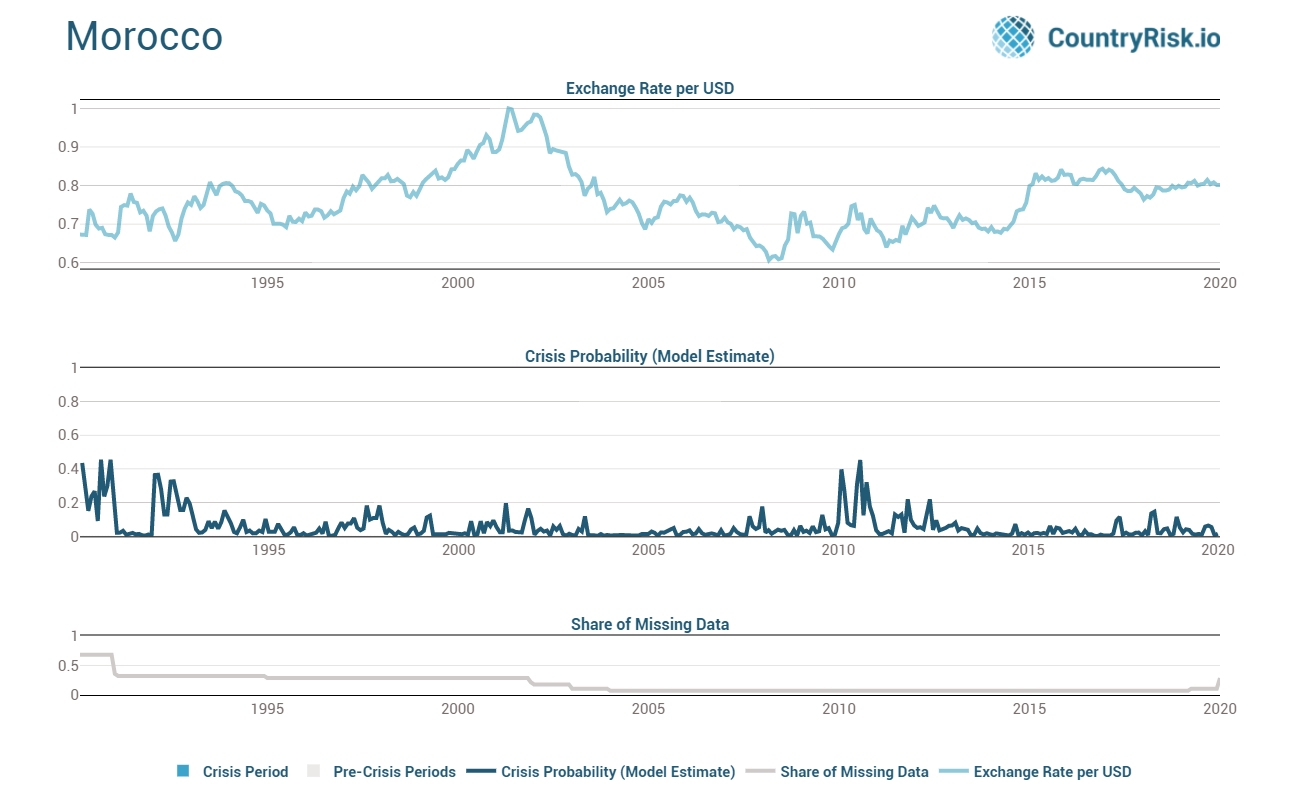 Morocco
CountryRisk.io
Exchange Rate per USD
1
0.9
0.8
0.7
0.6
1995 2000 2005 2010 2015 2020
Crisis Probability (Model Estimate)
1
0.8
0.6
0.4
0.2
0
1995 2000 2005 2010 2015 2020
Share of Missing Data
1
0.5
0
1995 2000 2005 2010 2015 2020
Crisis Period Pre-Crisis Periods Crisis Probability (Model Estimate) Share of Missing Data Exchange Rate per USD